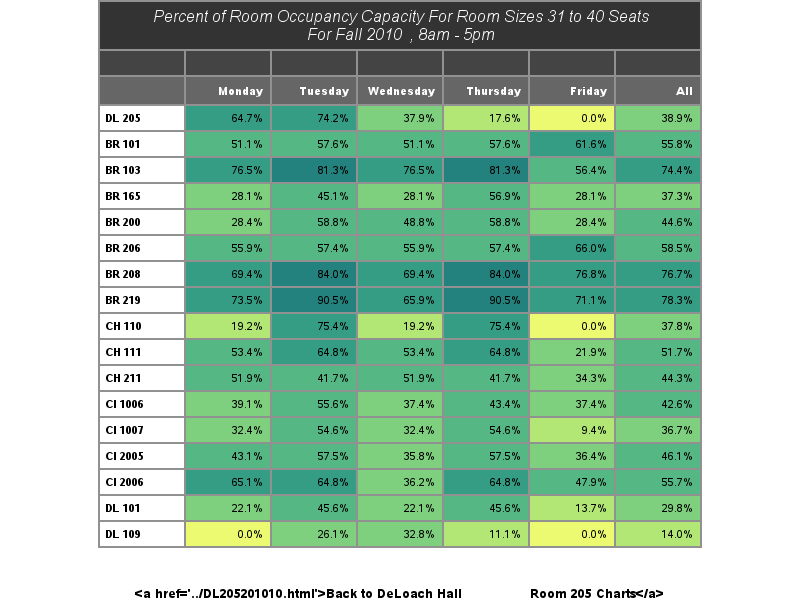 Percent of Room Occupancy Capacity For Room Sizes 31 to 40 Seats
For Fall 2010 , 8am - 5pm
Monday Tuesday Wednesday Thursday Friday All
DL 205 64.7% 74.2% 37.9% 17.6% 0.0% 38.9%
BR 101 51.1% 57.6% 51.1% 57.6% 61.6% 55.8%
BR 103 76.5% 81.3% 76.5% 81.3% 56.4% 74.4%
BR 165 28.1% 45.1% 28.1% 56.9% 28.1% 37.3%
BR 200 28.4% 58.8% 48.8% 58.8% 28.4% 44.6%
BR 206 55.9% 57.4% 55.9% 57.4% 66.0% 58.5%
BR 208 69.4% 84.0% 69.4% 84.0% 76.8% 76.7%
BR 219 73.5% 90.5% 65.9% 90.5% 71.1% 78.3%
CH 110 19.2% 75.4% 19.2% 75.4% 0.0% 37.8%
CH 111 53.4% 64.8% 53.4% 64.8% 21.9% 51.7%
CH 211 51.9% 41.7% 51.9% 41.7% 34.3% 44.3%
CI 1006 39.1% 55.6% 37.4% 43.4% 37.4% 42.6%
CI 1007 32.4% 54.6% 32.4% 54.6% 9.4% 36.7%
CI 2005 43.1% 57.5% 35.8% 57.5% 36.4% 46.1%
CI 2006 65.1% 64.8% 36.2% 64.8% 47.9% 55.7%
DL 101 22.1% 45.6% 22.1% 45.6% 13.7% 29.8%
DL 109 0.0% 26.1% 32.8% 11.1% 0.0% 14.0%
<a href='../DL205201010.html'>Back to DeLoach Hall Room 205 Charts</a>